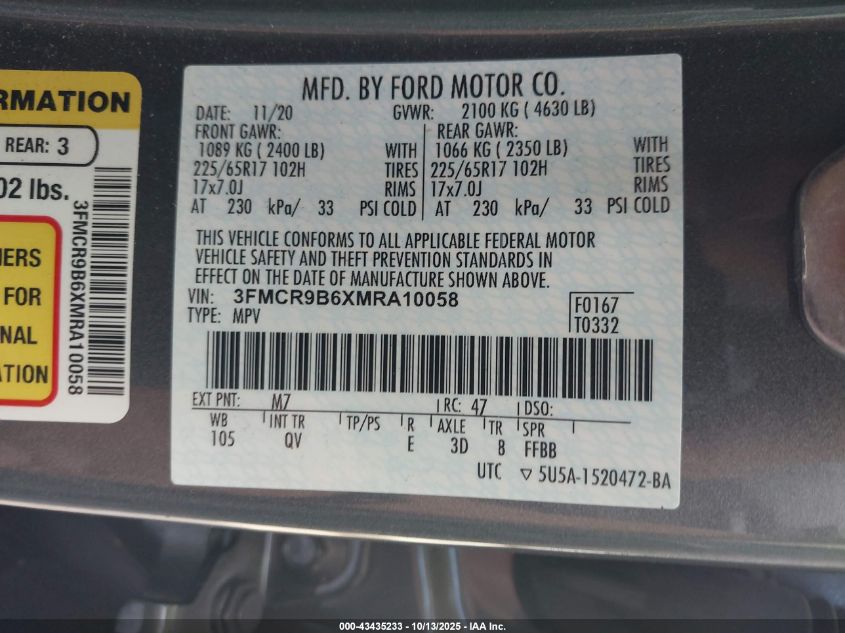 RMATION
REAR: 3
02 lbs.
3FMCR9B6XMRA10058
NERS
FOR
NAL
ATION
MFD. BY FORD MOTOR CO.
DATE: 11/20 GVWR: 2100 KG ( 4630 LB)
FRONT GAWR: REAR GAWR:
1089 KG ( 2400 LB) WITH 1066 KG ( 2350 LB) WITH
225/65R17 102H TIRES 225/65R17 102H TIRES
17x7.0J RIMS 17x7.0J RIMS
AT 230 kPa/ 33 PSI COLD AT 230 kPa/ 33 PSI COLD
THIS VEHICLE CONFORMS TO ALL APPLICABLE FEDERAL MOTOR
VEHICLE SAFETY AND THEFT PREVENTION STANDARDS IN
EFFECT ON THE DATE OF MANUFACTURE SHOWN ABOVE.
VIN: 3FMCR9B6XMRA10058 F0167
TYPE: MPV T0332
EXT PNT: M7 RC: 47 DSO:
WB INT TR TP/PS R AXLE TR SPR
105 QV E 3D 8 FFBB
UTC ▽ 5U5A-1520472-BA
000-43435233 | 10/13/2025 | IAA Inc.